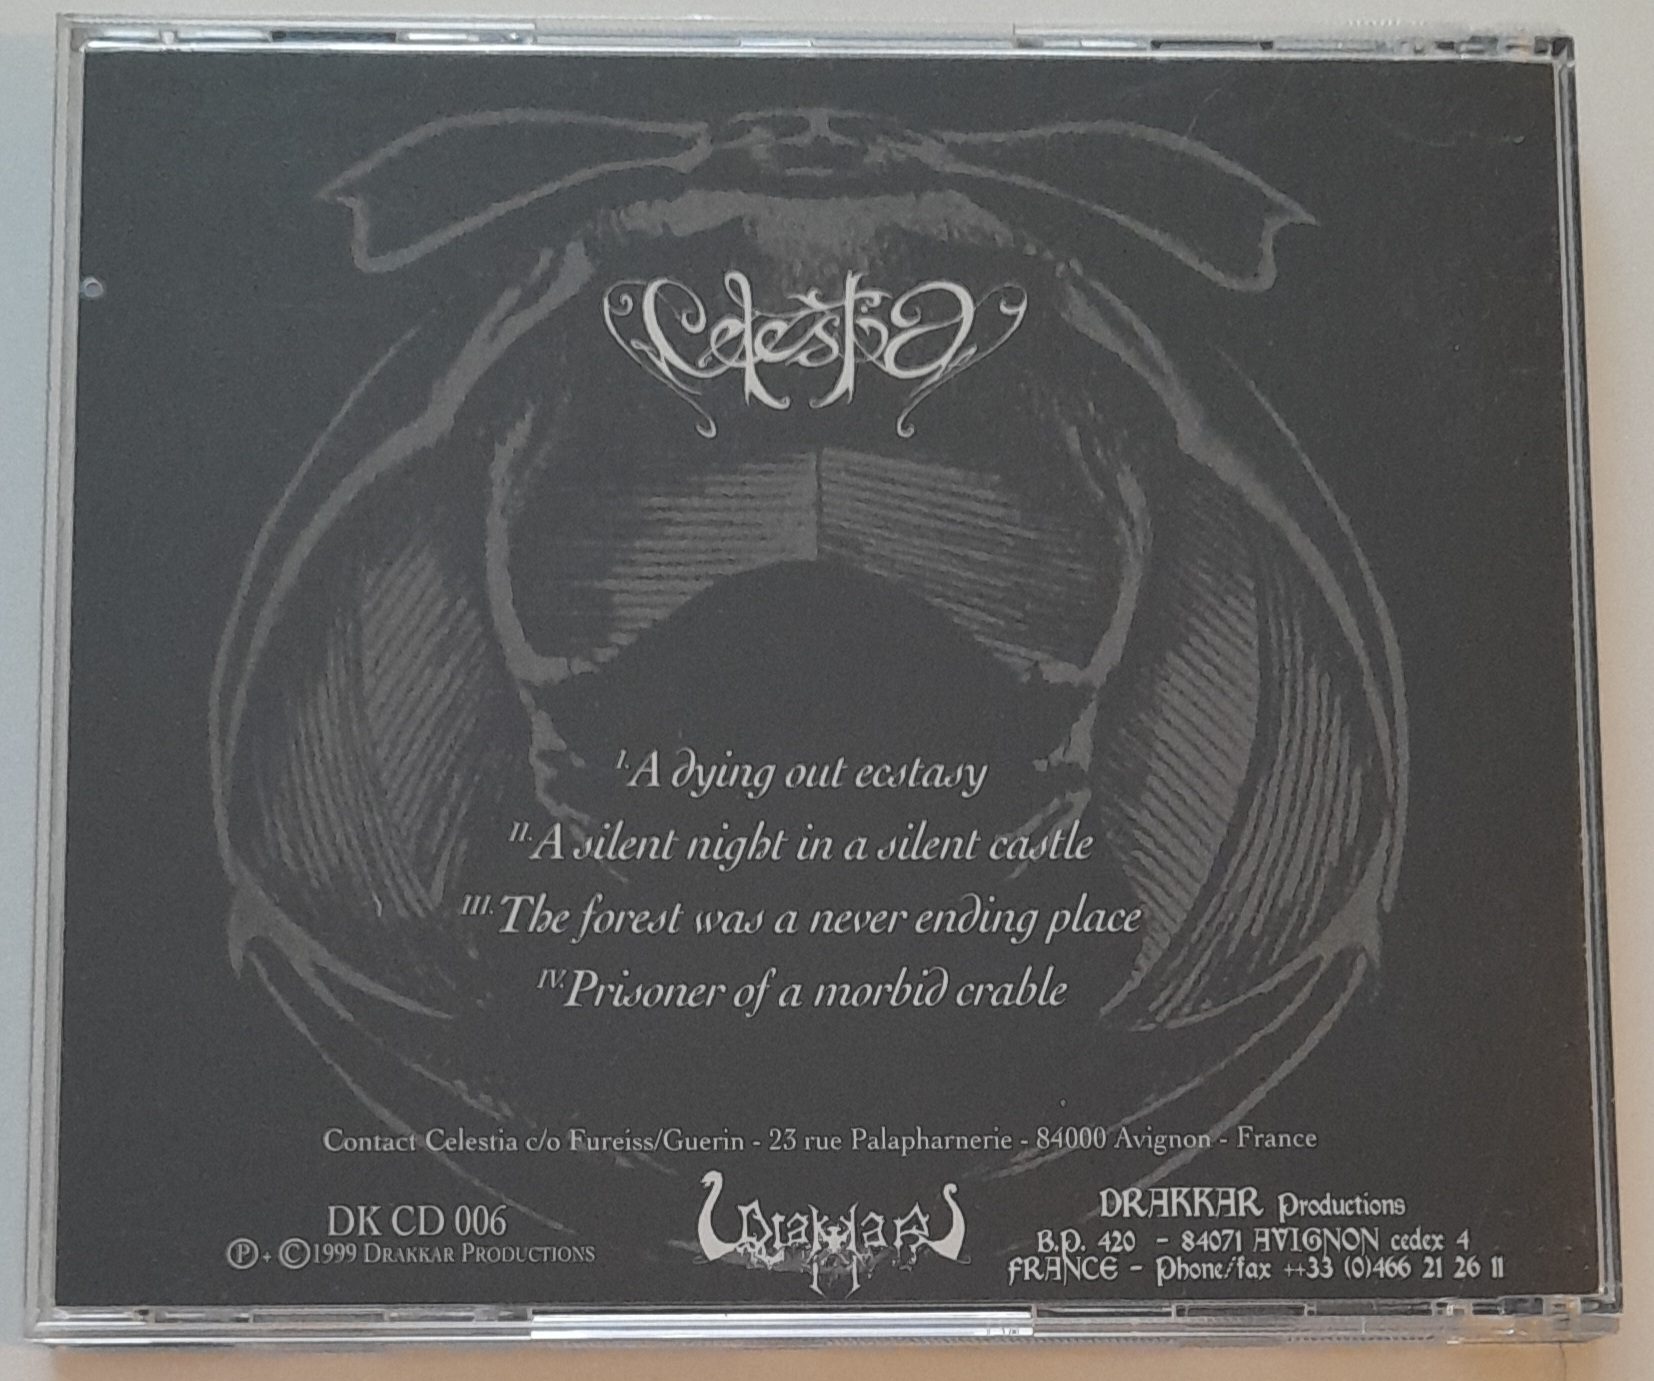 Celestia
I. A dying out ecstasy
II. A silent night in a silent castle
III. The forest was a never ending place
IV. Prisoner of a morbid crable
Contact Celestia c/o Fureiss/Guerin - 23 rue Palapharnerie - 84000 Avignon - France
DK CD 006
℗ + ©1999 Drakkar Productions
Drakkar
DRAKKAR Productions
B.P. 420 - 84071 AVIGNON cedex 4
FRANCE - Phone/fax ++33 (0)466 21 26 11